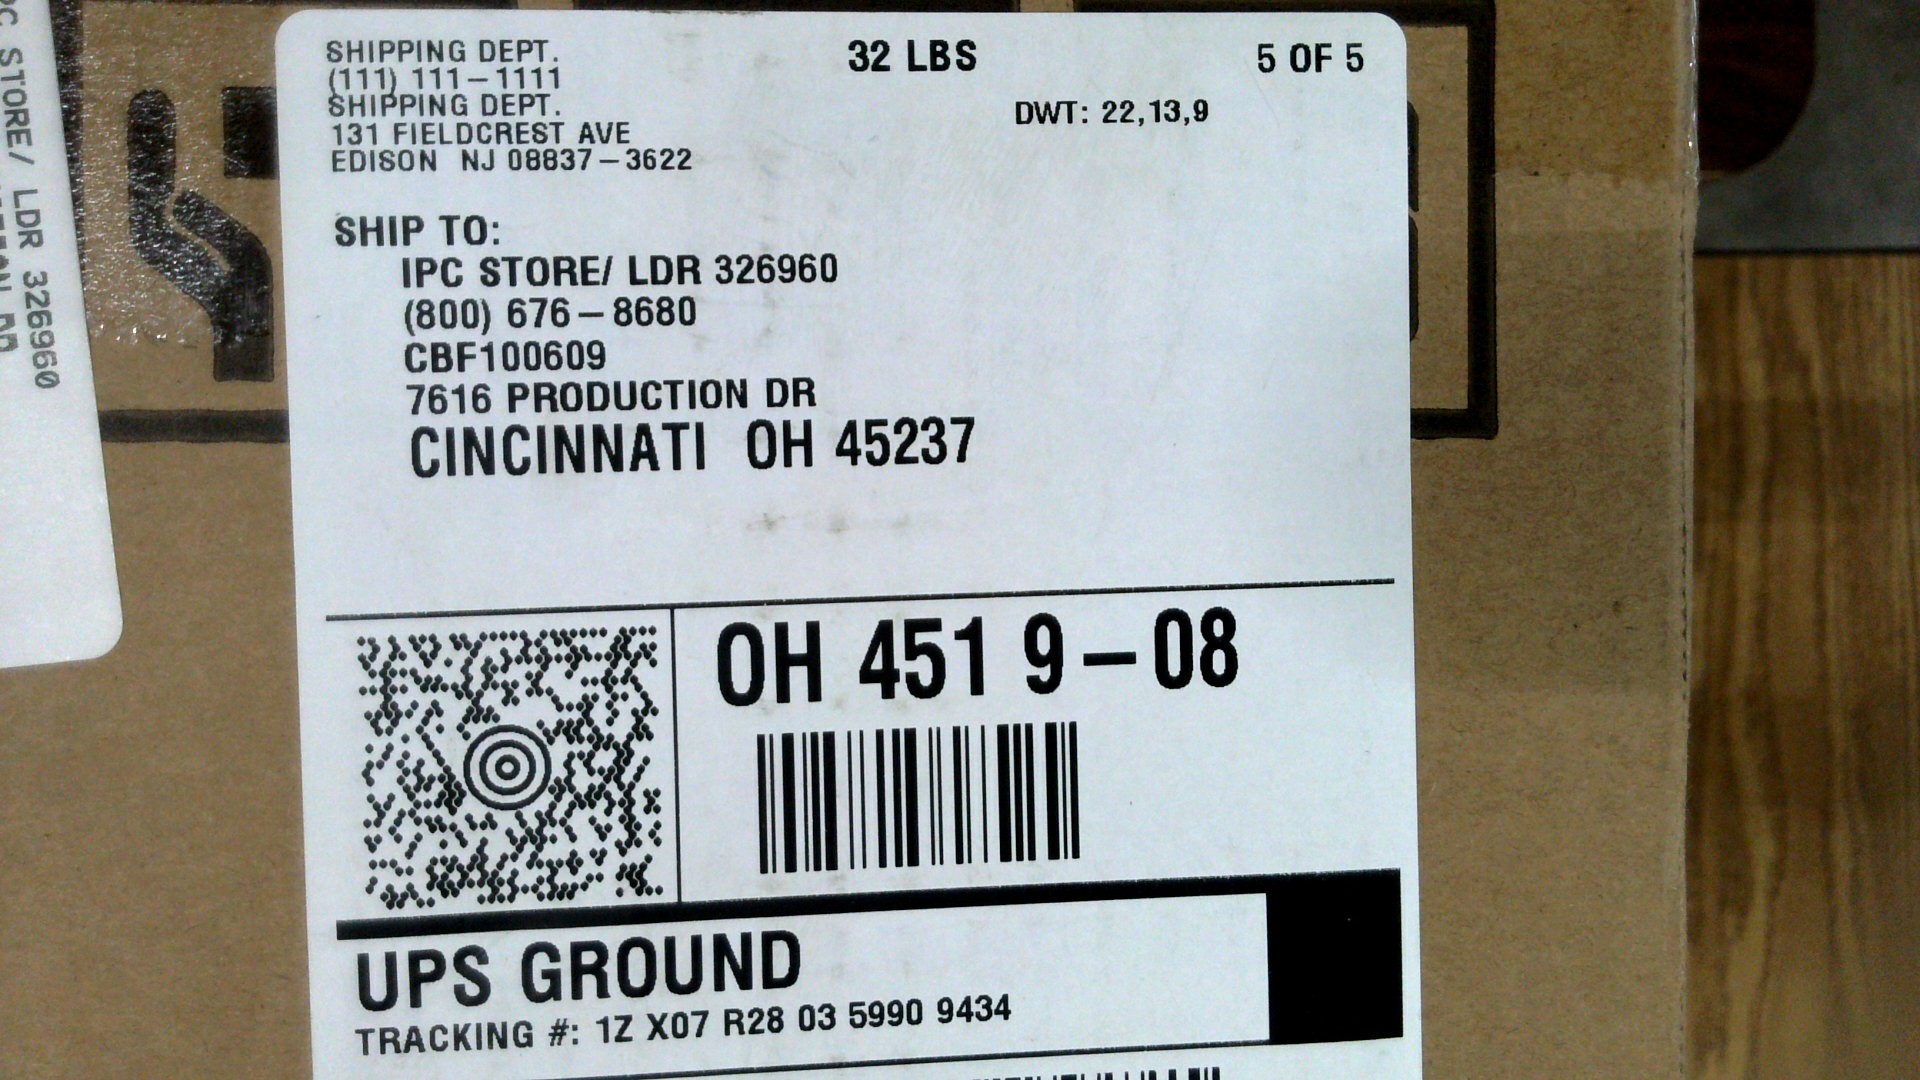 SHIPPING DEPT.
(111) 111-1111
SHIPPING DEPT.
131 FIELDCREST AVE
EDISON NJ 08837-3622
32 LBS
5 OF 5
DWT: 22,13,9
SHIP TO:
IPC STORE/ LDR 326960
(800) 676-8680
CBF100609
7616 PRODUCTION DR
CINCINNATI OH 45237
OH 451 9-08
UPS GROUND
TRACKING #: 1Z X07 R28 03 5990 9434
STORE/ LDR 326960